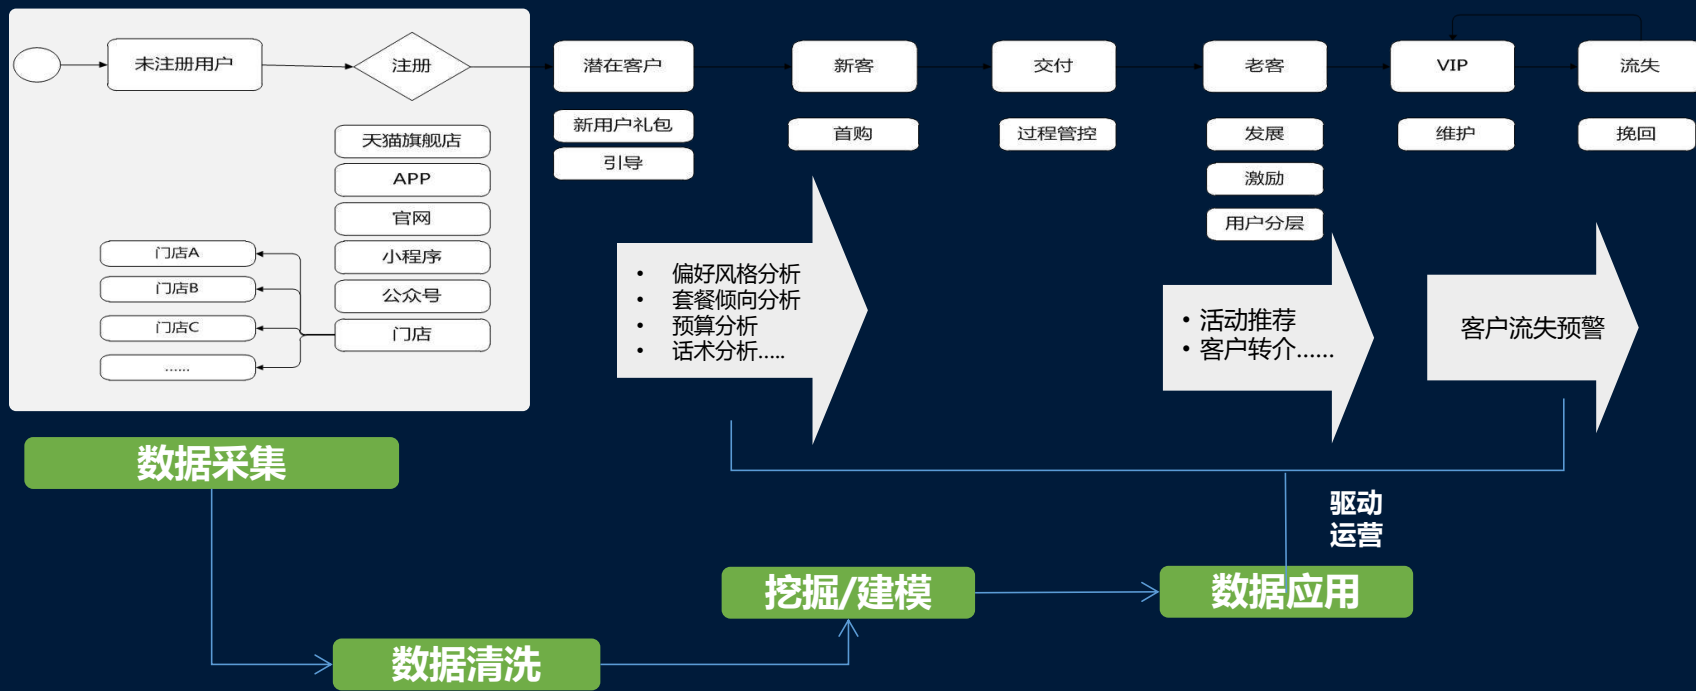 未注册用户
注册
潜在客户
新客
交付
老客
VIP
流失
新用户礼包
引导
首购
过程管控
发展
激励
用户分层
维护
挽回
天猫旗舰店
APP
官网
小程序
公众号
门店
门店A
门店B
门店C
......
• 偏好风格分析
• 套餐倾向分析
• 预算分析
• 话术分析.....
• 活动推荐
• 客户转介......
客户流失预警
数据采集
驱动
运营
挖掘/建模
数据应用
数据清洗